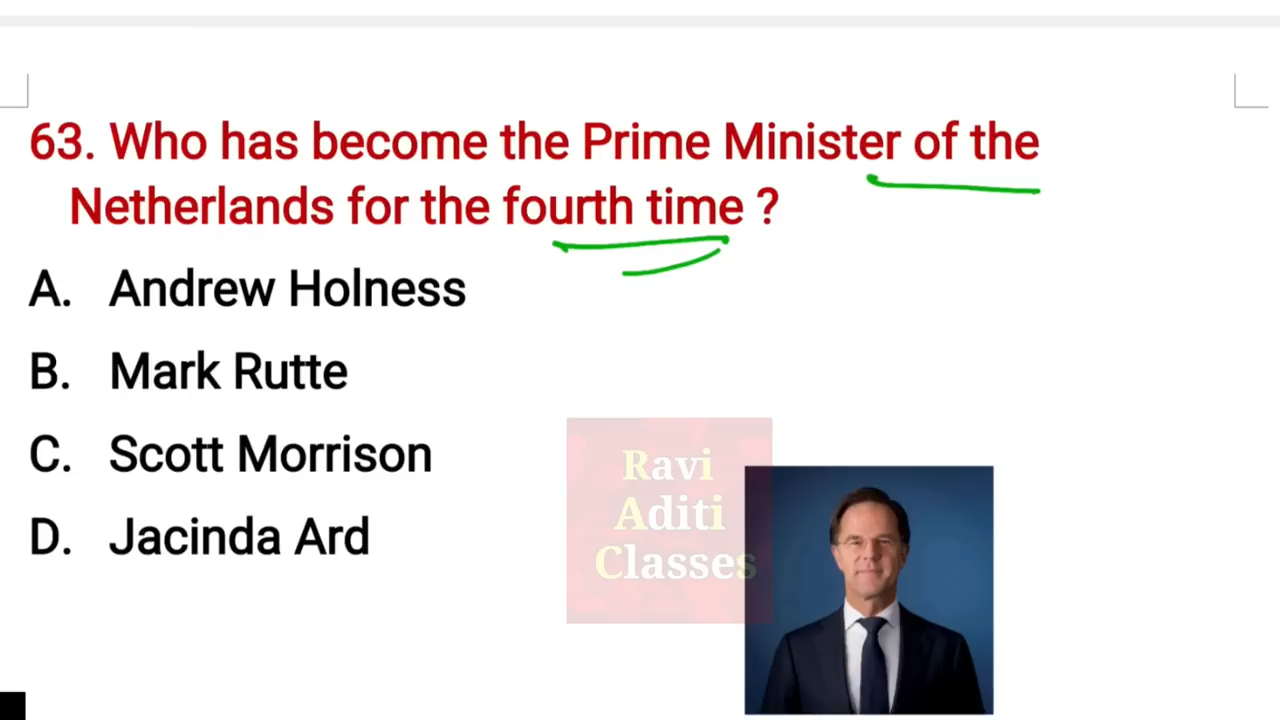 63. Who has become the Prime Minister of the
Netherlands for the fourth time ?
A. Andrew Holness
B. Mark Rutte
C. Scott Morrison
D. Jacinda Ard
Ravi
Aditi
Classes